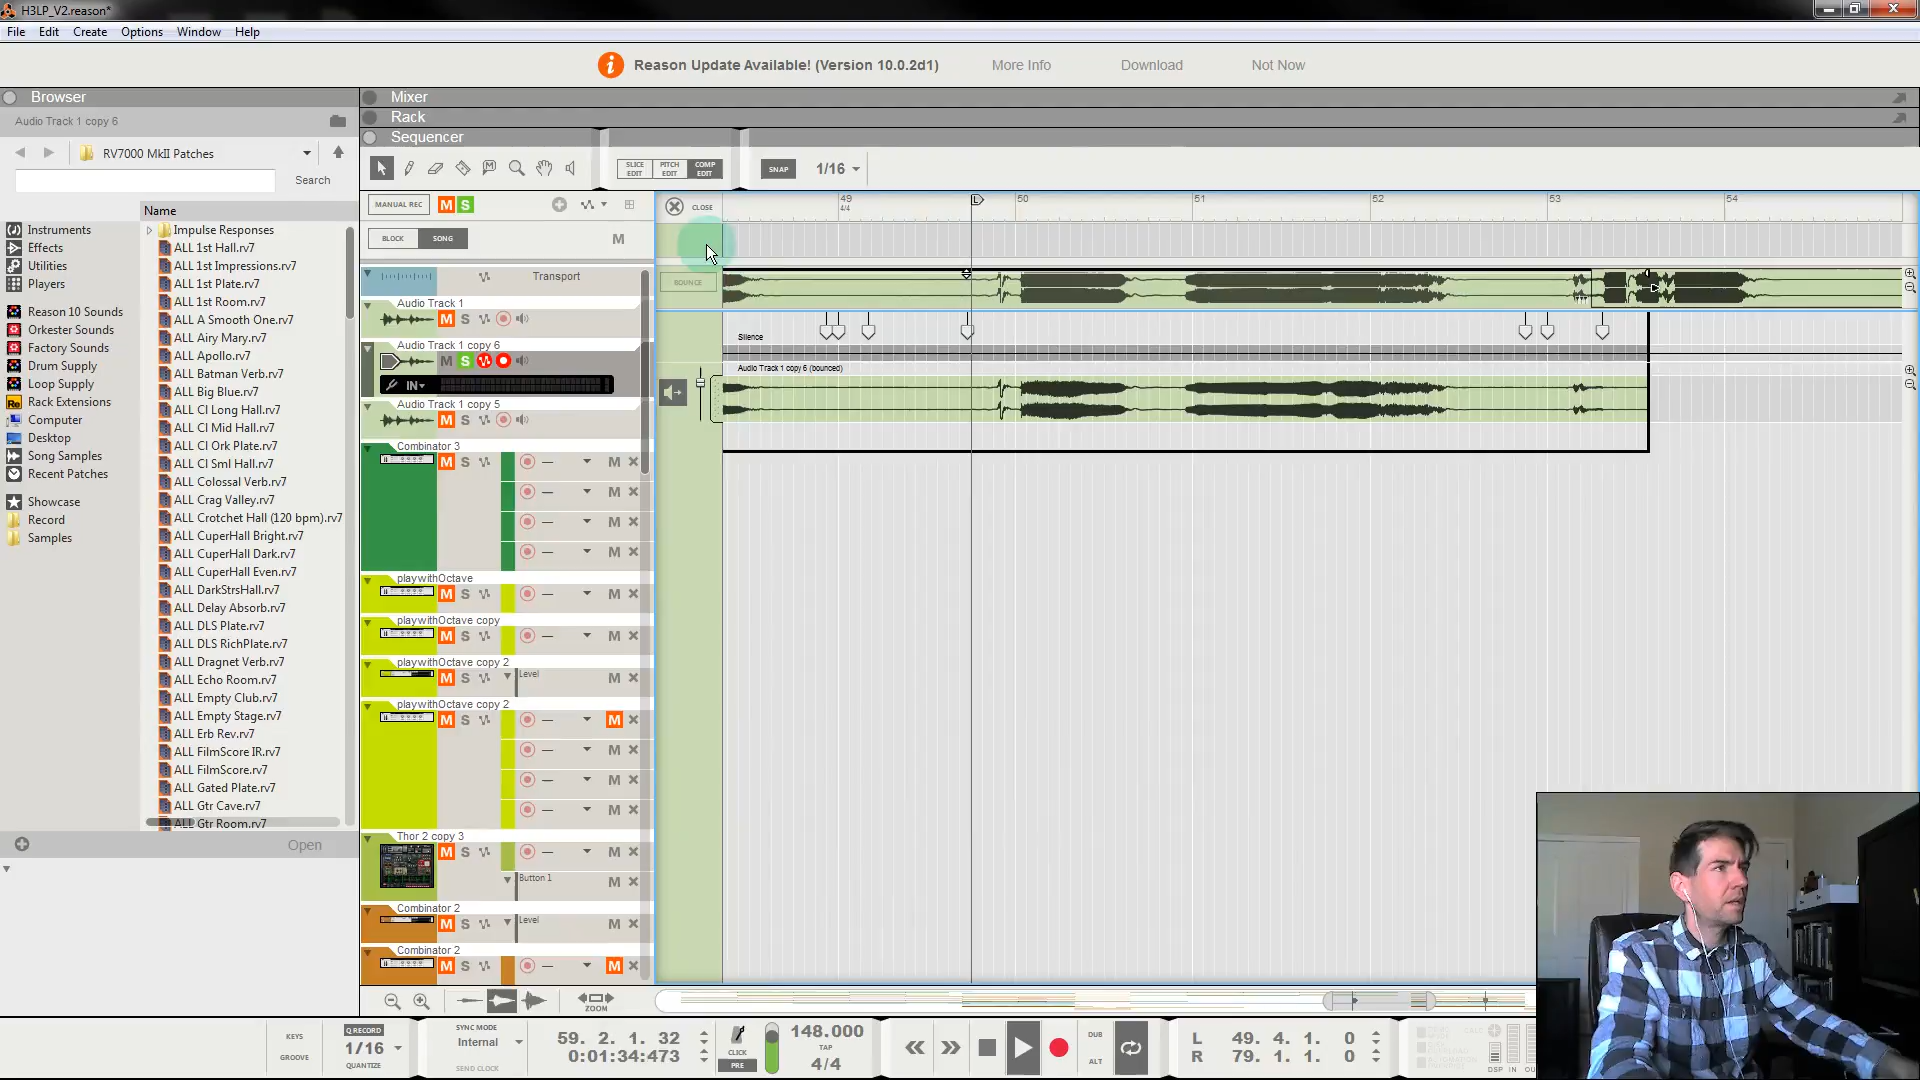 H3LP_V2.reason*
File Edit Create Options Window Help
Reason Update Available! (Version 10.0.2d1) More Info Download Not Now
Browser
Audio Track 1 copy 6
RV7000 MkII Patches
Search
Name
Instruments
Effects
Utilities
Players
Reason 10 Sounds
Orkester Sounds
Factory Sounds
Drum Supply
Loop Supply
Rack Extensions
Computer
Desktop
Song Samples
Recent Patches
Showcase
Record
Samples
Impulse Responses
ALL 1st Hall.rv7
ALL 1st Impressions.rv7
ALL 1st Plate.rv7
ALL 1st Room.rv7
ALL A Smooth One.rv7
ALL Airy Mary.rv7
ALL Apollo.rv7
ALL Batman Verb.rv7
ALL Big Blue.rv7
ALL CI Long Hall.rv7
ALL CI Mid Hall.rv7
ALL CI Ork Plate.rv7
ALL CI Sml Hall.rv7
ALL Colossal Verb.rv7
ALL Crag Valley.rv7
ALL Crotchet Hall (120 bpm).rv7
ALL CuperHall Bright.rv7
ALL CuperHall Dark.rv7
ALL CuperHall Even.rv7
ALL DarkStrsHall.rv7
ALL Delay Absorb.rv7
ALL DLS Plate.rv7
ALL DLS RichPlate.rv7
ALL Dragnet Verb.rv7
ALL Echo Room.rv7
ALL Empty Club.rv7
ALL Empty Stage.rv7
ALL Erb Rev.rv7
ALL FilmScore IR.rv7
ALL FilmScore.rv7
ALL Gated Plate.rv7
ALL Gtr Cave.rv7
ALL Gtr Room.rv7
Open
Mixer
Rack
Sequencer
SLICE EDIT PITCH EDIT COMP EDIT SNAP 1/16
MANUAL REC M S
BLOCK SONG M
Transport
Audio Track 1
M S
Audio Track 1 copy 6
M S
IN
Audio Track 1 copy 5
M S
Combinator 3
M S M
M
M
M
playwithOctave
M S M
playwithOctave copy
M S M
playwithOctave copy 2
M S Level M
playwithOctave copy 2
M S M
M
M
M
Thor 2 copy 3
M S M
Button 1 M
Combinator 2
M S Level M
Combinator 2
M S M
CLOSE
49 L 50 51 52 53 54
4/4
BOUNCE
Silence
Audio Track 1 copy 6 (bounced)
ZOOM
KEYS
GROOVE
Q RECORD
1/16
QUANTIZE
SYNC MODE
Internal
SEND CLOCK
59. 2. 1. 32
0:01:34:473
CLICK
PRE
148.000
TAP
4/4
DUB
ALT
L 49. 4. 1. 0
R 79. 1. 1. 0
DSP IN